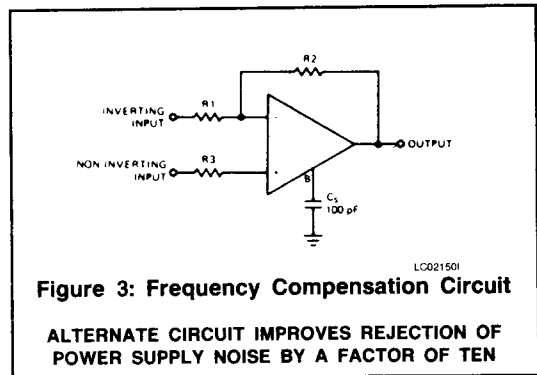 R2
R1
INVERTING
INPUT
NON INVERTING
INPUT
R3
OUTPUT
8
Cs
100 pF
LC02150I
Figure 3: Frequency Compensation Circuit
ALTERNATE CIRCUIT IMPROVES REJECTION OF
POWER SUPPLY NOISE BY A FACTOR OF TEN